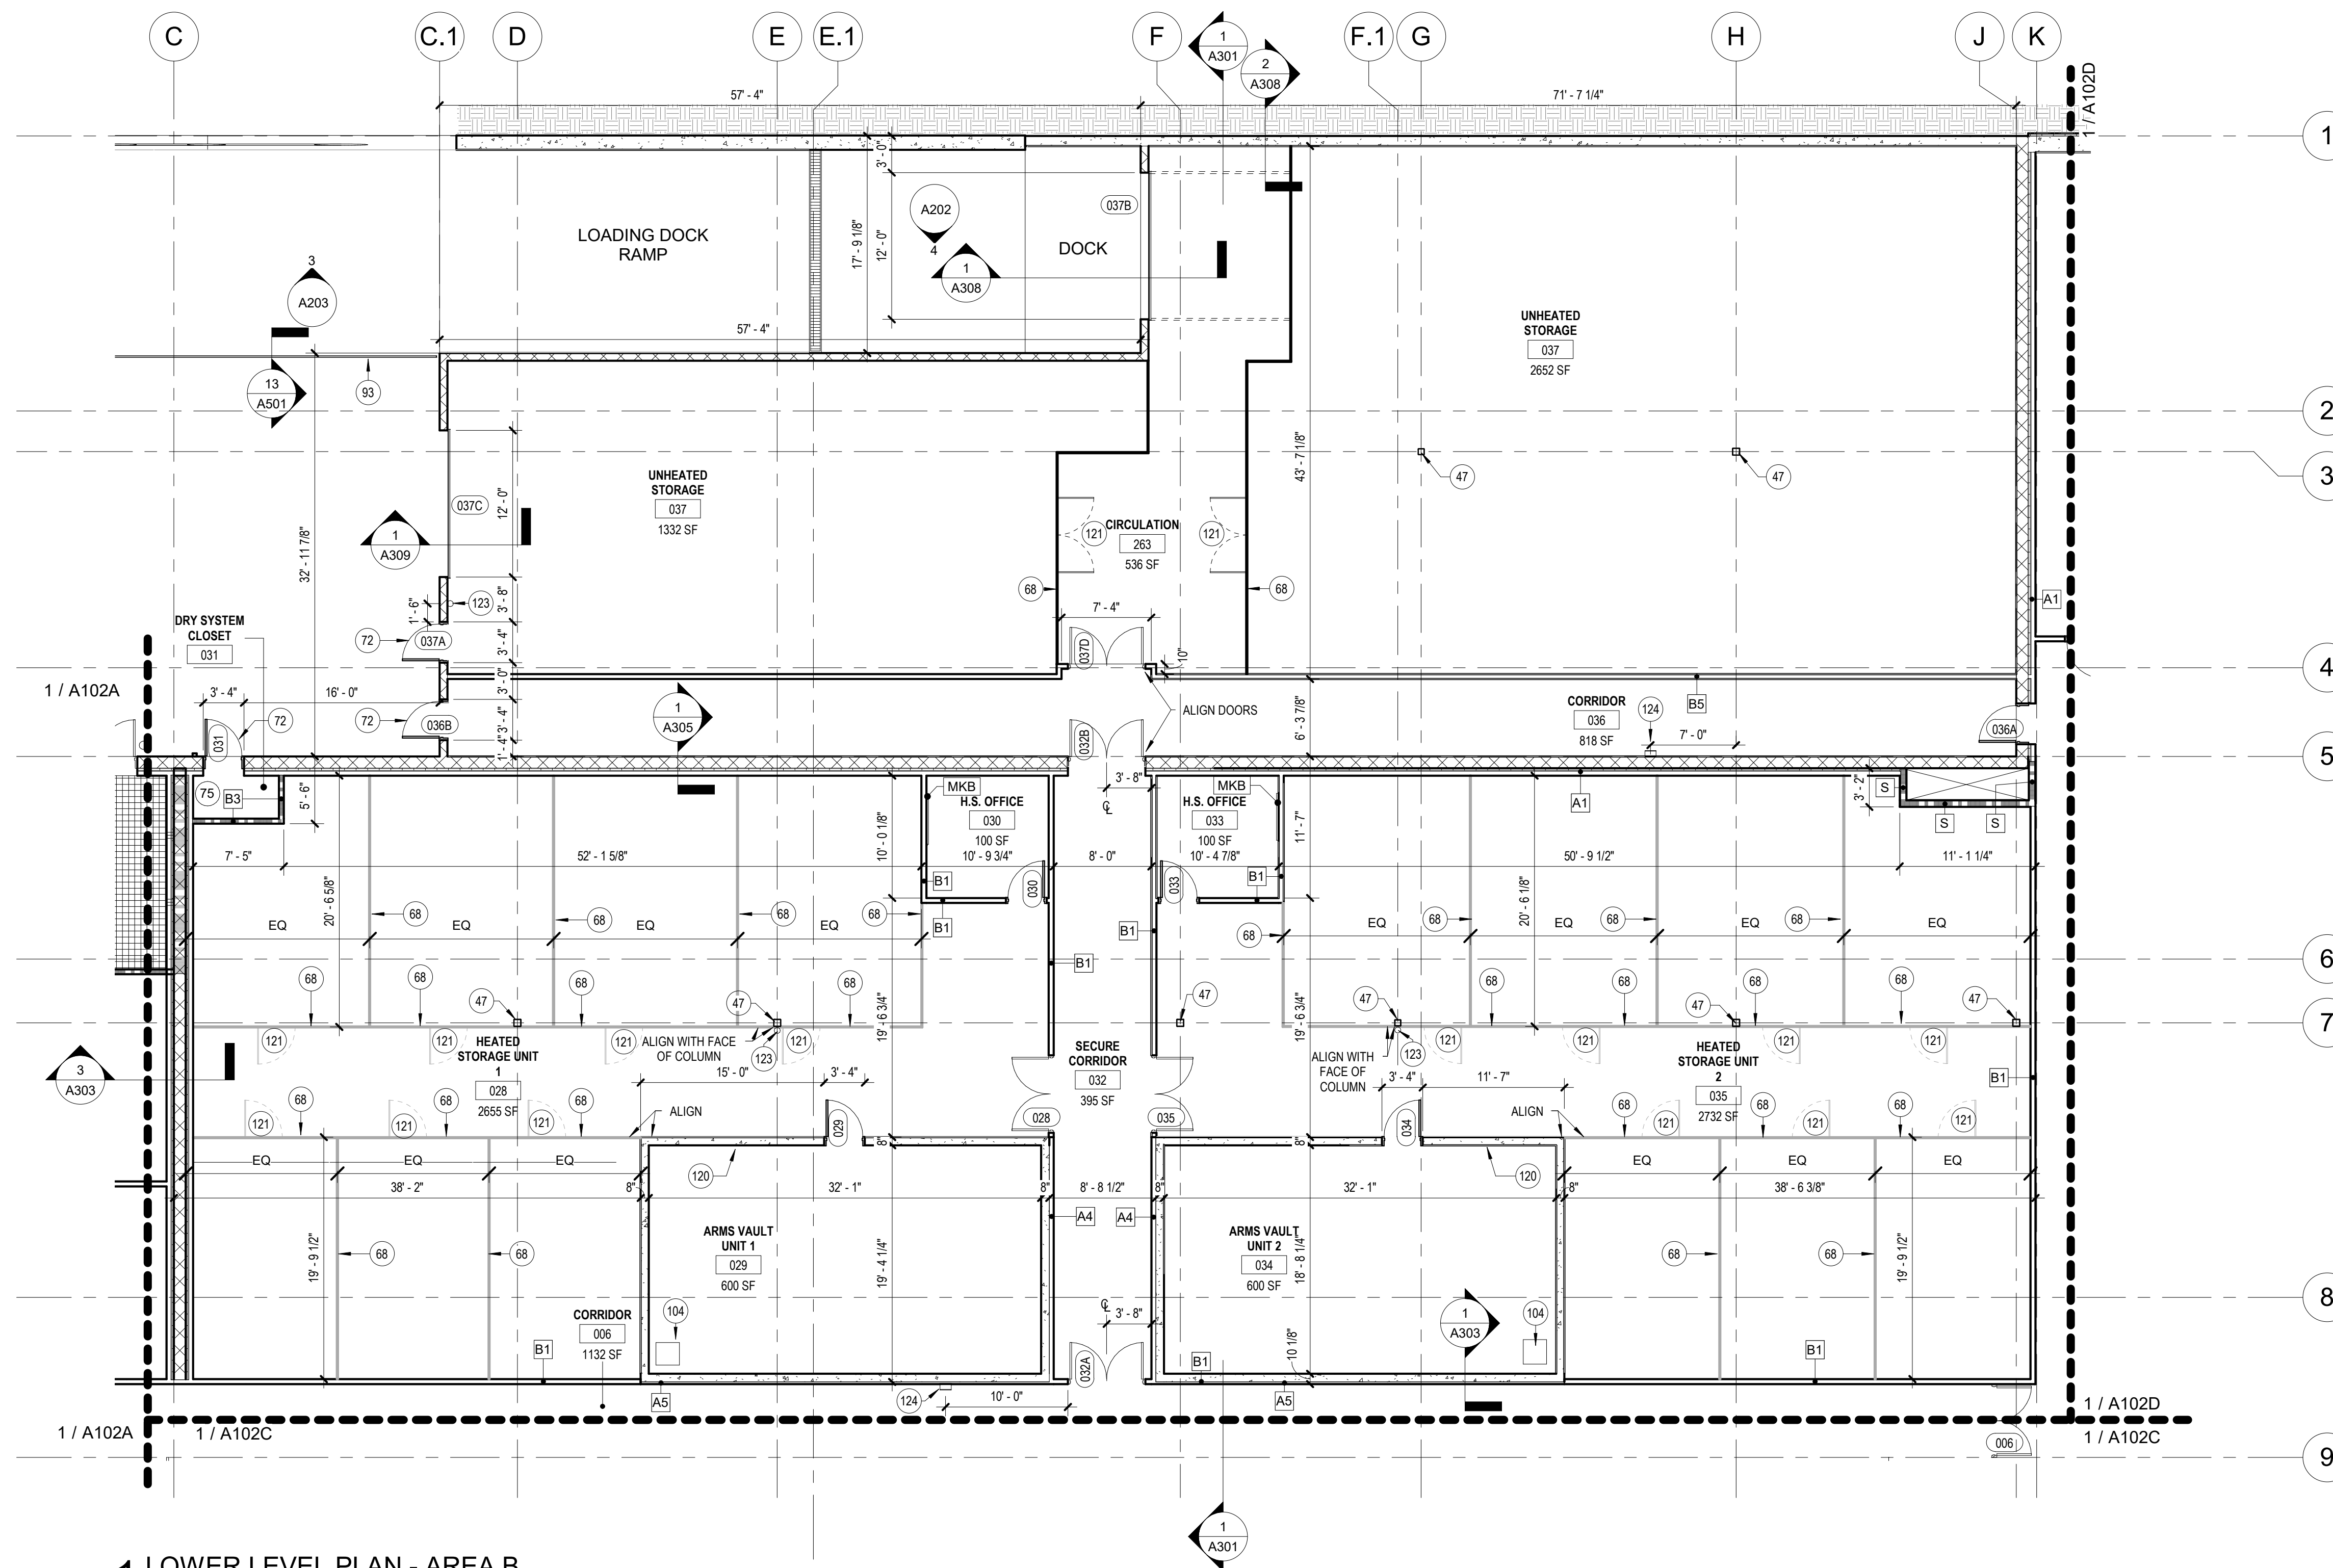 C
C.1
D
E
E.1
F
F.1
G
H
J
K
1
A301
2
A308
1 / A102D
57' - 4"
71' - 7 1/4"
1
3' - 0"
17' - 9 1/8"
12' - 0"
037B
A202
4
1
A308
LOADING DOCK
RAMP
DOCK
3
A203
57' - 4"
UNHEATED
STORAGE
037
2652 SF
13
A501
93
2
3
47
47
43' - 7 1/8"
UNHEATED
STORAGE
037
1332 SF
037C
12' - 0"
1
A309
32' - 11 7/8"
121
CIRCULATION
263
536 SF
121
68
68
7' - 4"
1' - 6"
123
3' - 8"
72
037A
3' - 4"
DRY SYSTEM
CLOSET
031
037D
10"
A1
4
1 / A102A
3' - 4"
16' - 0"
3' - 0"
72
72
036B
3' - 4"
1' - 4"
031
1
A305
032B
ALIGN DOORS
6' - 3 7/8"
CORRIDOR
036
818 SF
124
7' - 0"
B5
036A
5
75
B3
5' - 6"
MKB
H.S. OFFICE
030
100 SF
10' - 9 3/4"
10' - 0 1/8"
3' - 8"
CL
MKB
H.S. OFFICE
033
100 SF
10' - 4 7/8"
11' - 7"
A1
3' - 2"
S
S
S
7' - 5"
52' - 1 5/8"
8' - 0"
50' - 9 1/2"
11' - 1 1/4"
20' - 6 5/8"
B1
B1
030
033
B1
B1
B1
20' - 6 1/8"
EQ
68
EQ
68
EQ
68
EQ
68
68
EQ
68
EQ
68
EQ
68
EQ
6
68
68
68
68
47
47
19' - 6 3/4"
47
19' - 6 3/4"
47
68
68
47
68
68
47
7
121
121
121
121
ALIGN WITH FACE
OF COLUMN
123
HEATED
STORAGE UNIT
1
028
2655 SF
SECURE
CORRIDOR
032
395 SF
ALIGN WITH
FACE OF
COLUMN
123
121
121
121
121
HEATED
STORAGE UNIT
2
035
2732 SF
B1
3
A303
15' - 0"
3' - 4"
3' - 4"
11' - 7"
68
68
68
121
121
121
ALIGN
029
028
035
034
ALIGN
68
68
68
121
121
121
8"
8"
EQ
EQ
EQ
120
120
EQ
EQ
EQ
38' - 2"
8"
32' - 1"
8"
8' - 8 1/2"
8"
32' - 1"
8"
38' - 6 3/8"
A4
A4
19' - 9 1/2"
68
68
ARMS VAULT
UNIT 1
029
600 SF
19' - 4 1/4"
ARMS VAULT
UNIT 2
034
600 SF
18' - 8 1/4"
68
68
19' - 9 1/2"
8
CORRIDOR
006
1132 SF
104
CL
3' - 8"
1
A303
104
B1
032A
B1
10 1/8"
B1
A5
124
10' - 0"
A5
1 / A102A
1 / A102C
1 / A102D
1 / A102C
006
9
1
A301
1
LOWER LEVEL PLAN - AREA B